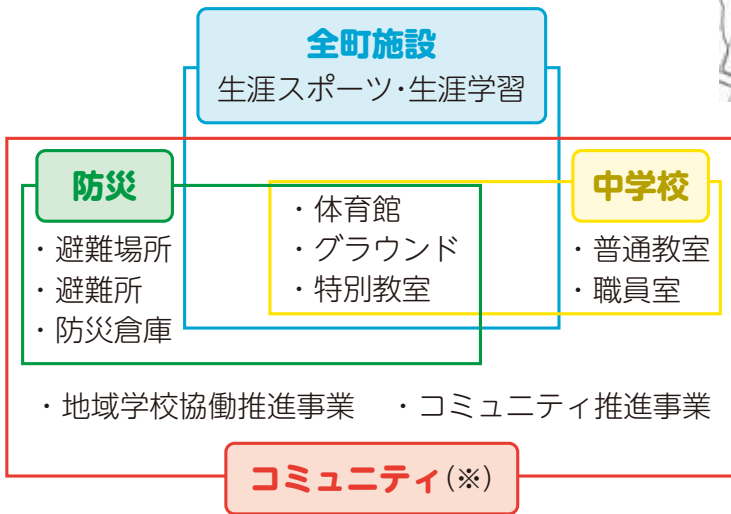 全町施設
生涯スポーツ・生涯学習
防災
・避難場所
・避難所
・防災倉庫
・体育館
・グラウンド
・特別教室
中学校
・普通教室
・職員室
・地域学校協働推進事業
・コミュニティ推進事業
コミュニティ(※)